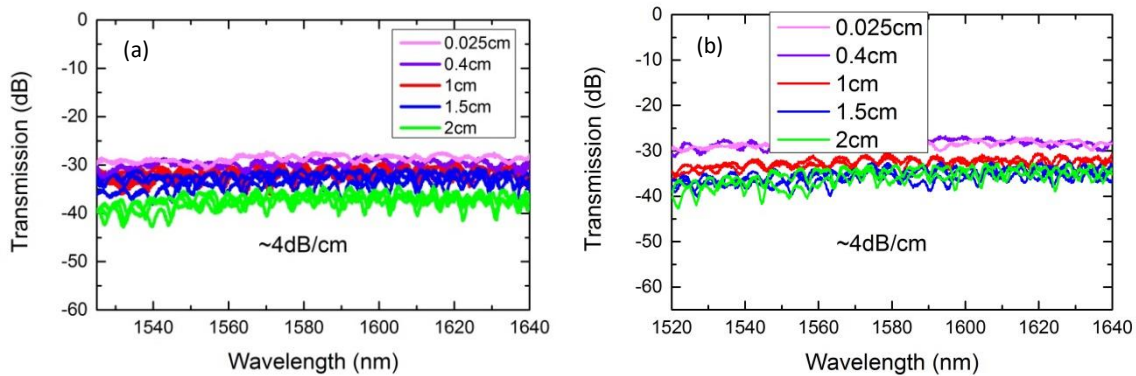 (a)
Transmission (dB)
0
-10
-20
-30
-40
-50
-60
0.025cm
0.4cm
1cm
1.5cm
2cm
~4dB/cm
1540
1560
1580
1600
1620
1640
Wavelength (nm)
(b)
Transmission (dB)
0
-10
-20
-30
-40
-50
-60
0.025cm
0.4cm
1cm
1.5cm
2cm
~4dB/cm
1520
1540
1560
1580
1600
1620
1640
Wavelength (nm)